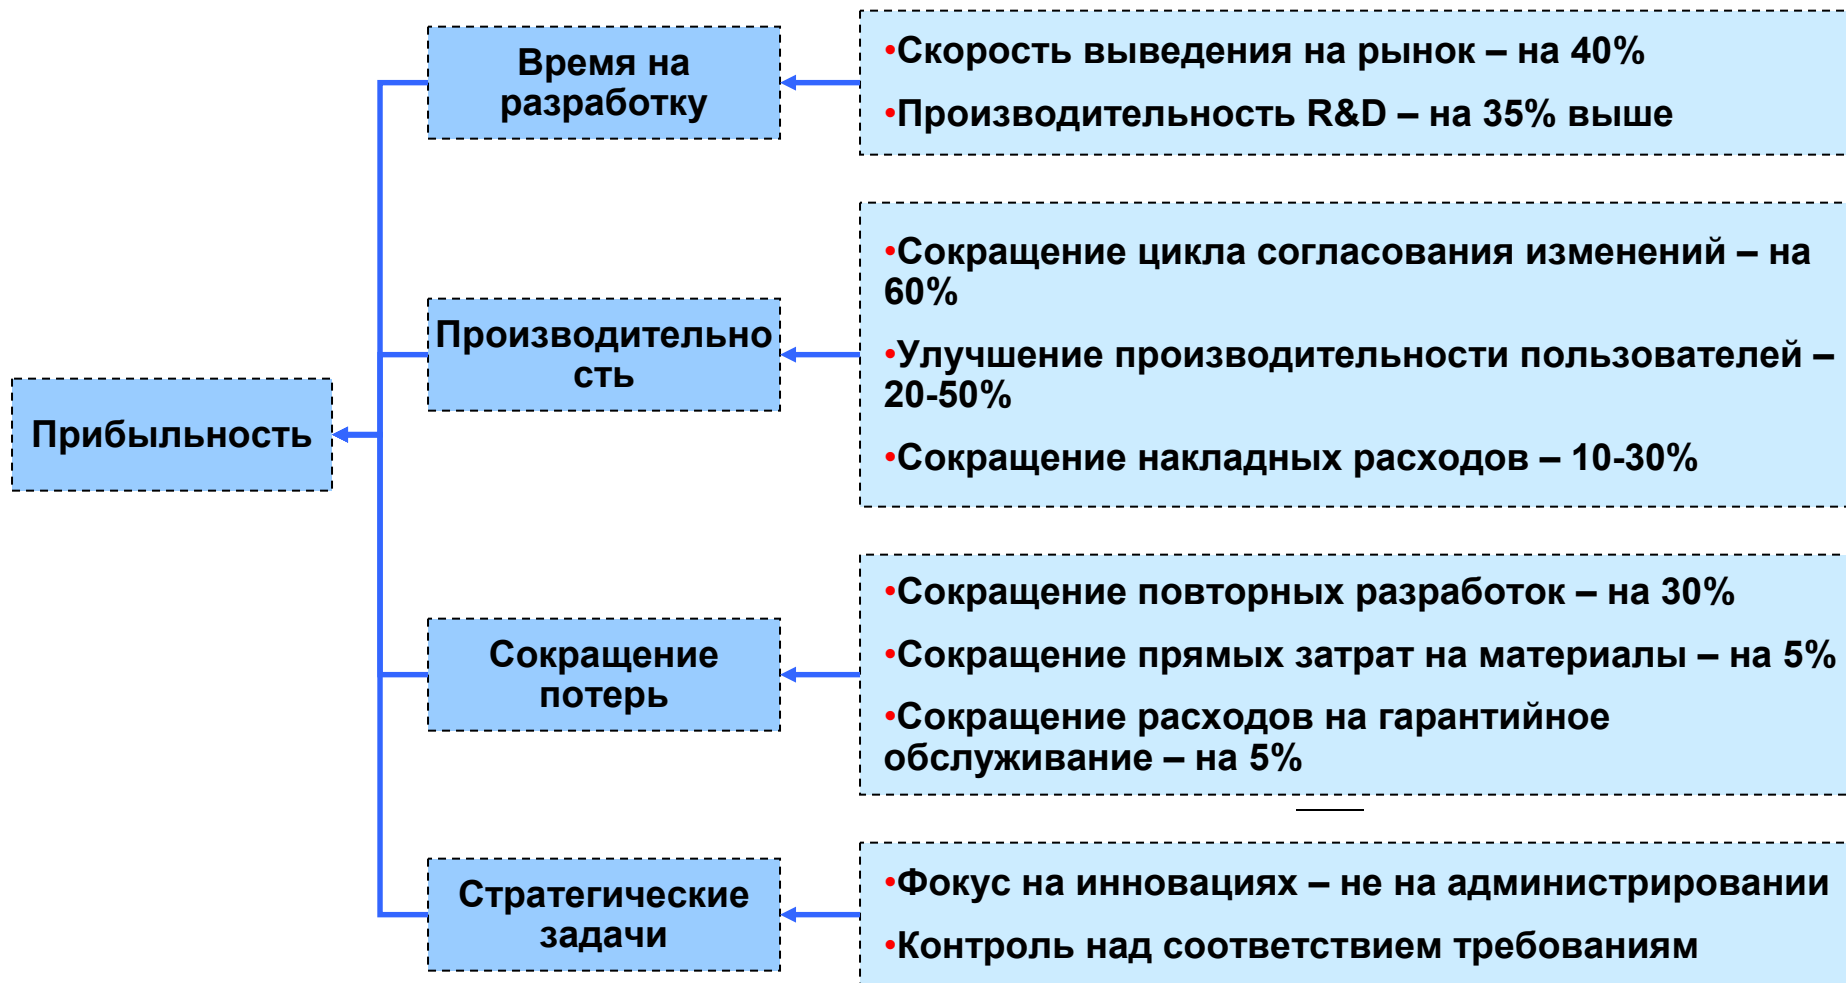 Время на
разработку
•Скорость выведения на рынок – на 40%
•Производительность R&D – на 35% выше
Производительно
сть
•Сокращение цикла согласования изменений – на
60%
•Улучшение производительности пользователей –
20-50%
•Сокращение накладных расходов – 10-30%
Прибыльность
Сокращение
потерь
•Сокращение повторных разработок – на 30%
•Сокращение прямых затрат на материалы – на 5%
•Сокращение расходов на гарантийное
обслуживание – на 5%
Стратегические
задачи
•Фокус на инновациях – не на администрировании
•Контроль над соответствием требованиям